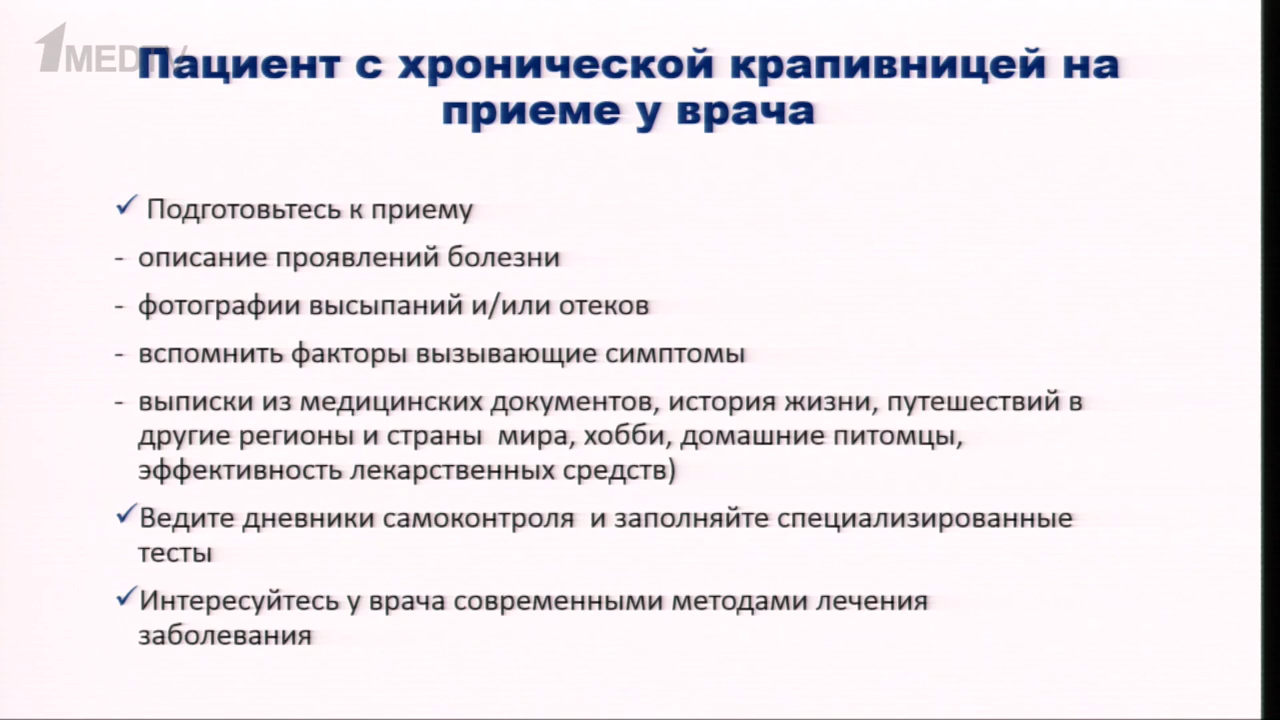 1MEDTV
Пациент с хронической крапивницей на
приеме у врача
✓ Подготовьтесь к приему
- описание проявлений болезни
- фотографии высыпаний и/или отеков
- вспомнить факторы вызывающие симптомы
- выписки из медицинских документов, история жизни, путешествий в
другие регионы и страны мира, хобби, домашние питомцы,
эффективность лекарственных средств)
✓Ведите дневники самоконтроля и заполняйте специализированные
тесты
✓Интересуйтесь у врача современными методами лечения
заболевания